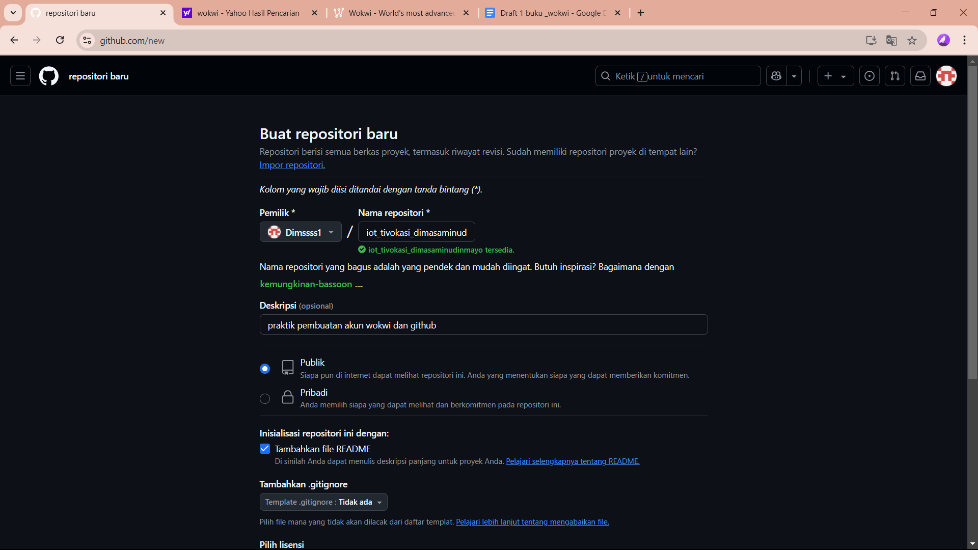 repositori baru
wokwi - Yahoo Hasil Pencarian
Wokwi - World's most advanced
Draft 1 buku _wokwi - Google D
github.com/new
repositori baru
Ketik / untuk mencari
Buat repositori baru
Repositori berisi semua berkas proyek, termasuk riwayat revisi. Sudah memiliki repositori proyek di tempat lain?
Impor repositori.
Kolom yang wajib diisi ditandai dengan tanda bintang (*).
Pemilik * Nama repositori *
Dimssss1 / iot_tivokasi_dimasaminud
iot_tivokasi_dimasaminudinmayo tersedia.
Nama repositori yang bagus adalah yang pendek dan mudah diingat. Butuh inspirasi? Bagaimana dengan
kemungkinan-bassoon ...
Deskripsi (opsional)
praktik pembuatan akun wokwi dan github
Publik
Siapa pun di internet dapat melihat repositori ini. Anda yang menentukan siapa yang dapat memberikan komitmen.
Pribadi
Anda memilih siapa yang dapat melihat dan berkomitmen pada repositori ini.
Inisialisasi repositori ini dengan:
Tambahkan file README
Di sinilah Anda dapat menulis deskripsi panjang untuk proyek Anda. Pelajari selengkapnya tentang README.
Tambahkan .gitignore
Template .gitignore : Tidak ada
Pilih file mana yang tidak akan dilacak dari daftar templat. Pelajari lebih lanjut tentang mengabaikan file.
Pilih lisensi